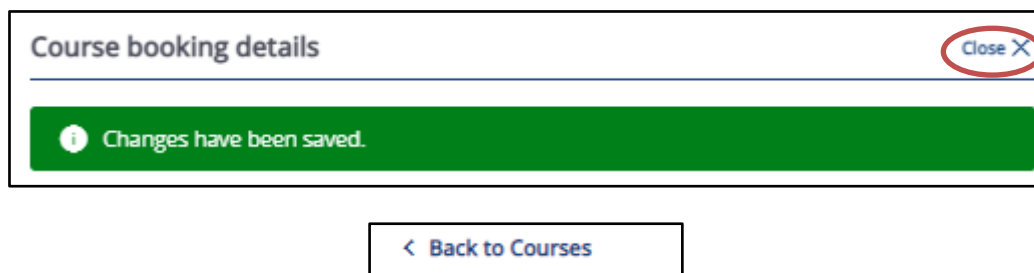 Course booking details
Close X
i Changes have been saved.
< Back to Courses